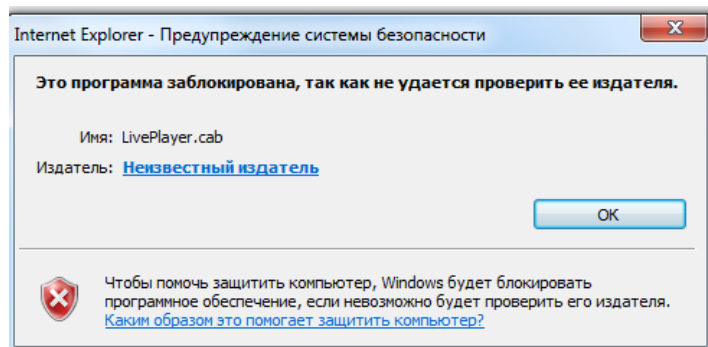 Internet Explorer - Предупреждение системы безопасности
Это программа заблокирована, так как не удается проверить ее издателя.
Имя: LivePlayer.cab
Издатель: Неизвестный издатель
OK
Чтобы помочь защитить компьютер, Windows будет блокировать
программное обеспечение, если невозможно будет проверить его издателя.
Каким образом это помогает защитить компьютер?